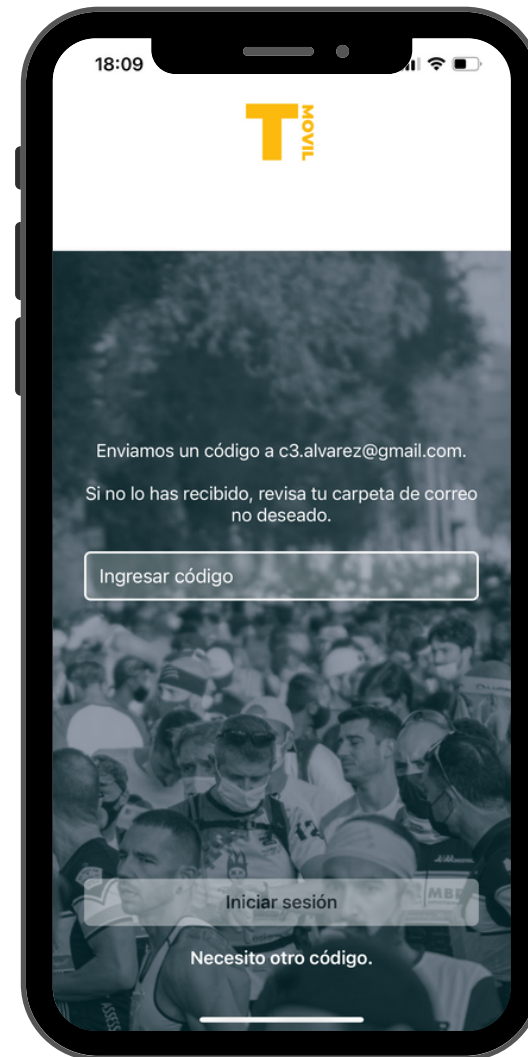 18:09
T MOVIL
Enviamos un código a c3.alvarez@gmail.com.
Si no lo has recibido, revisa tu carpeta de correo
no deseado.
Ingresar código
Iniciar sesión
Necesito otro código.